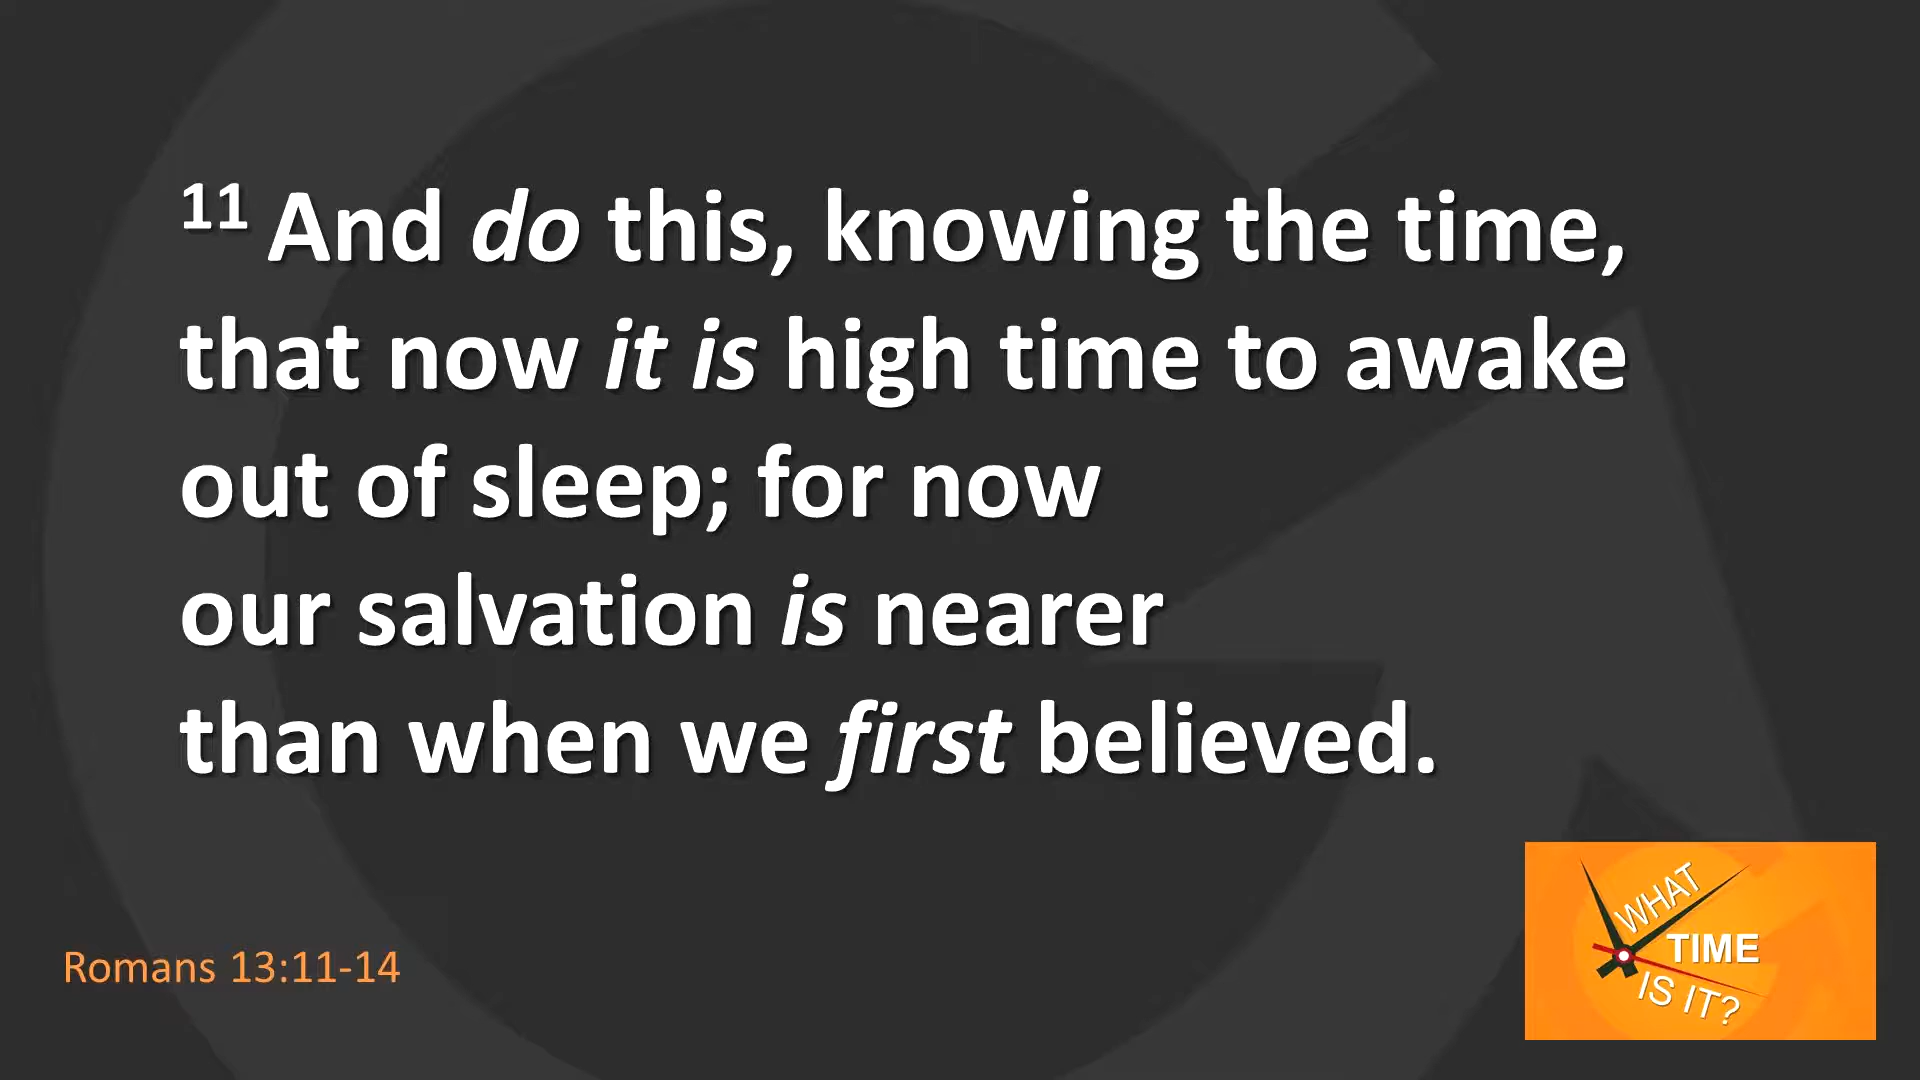 11 And do this, knowing the time,
that now it is high time to awake
out of sleep; for now
our salvation is nearer
than when we first believed.
Romans 13:11-14
WHAT
TIME
IS IT?